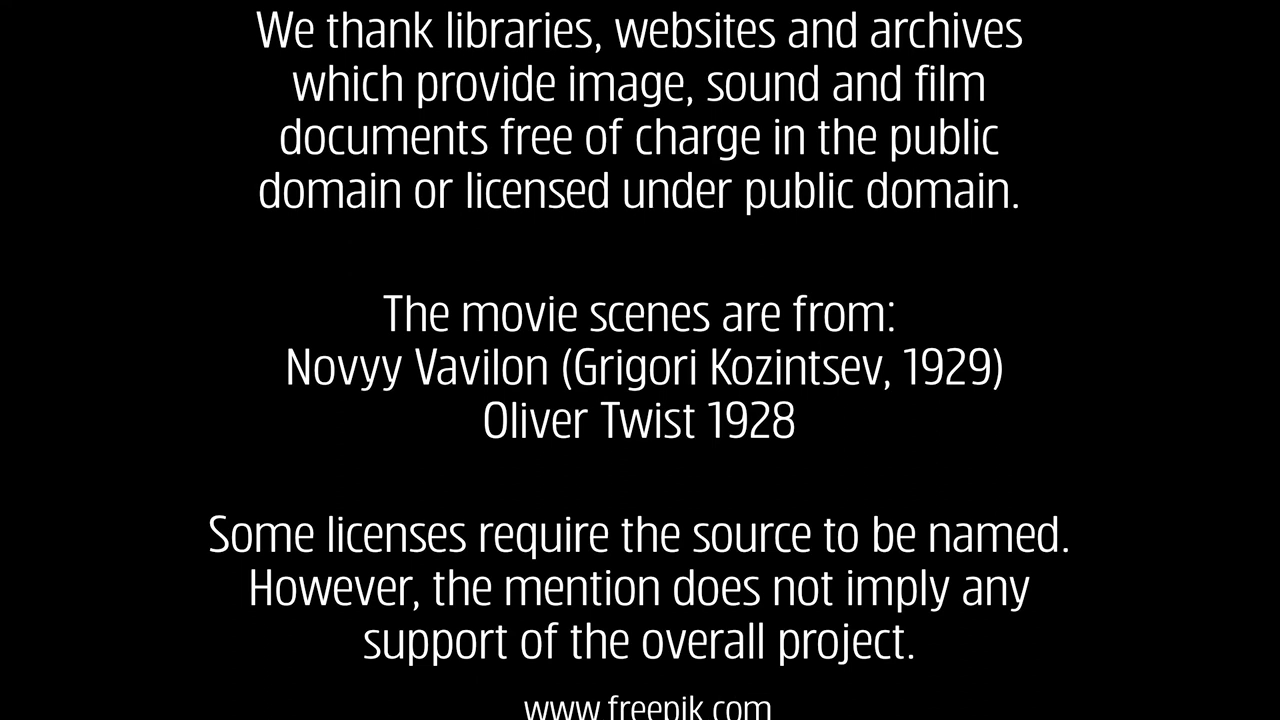 We thank libraries, websites and archives
which provide image, sound and film
documents free of charge in the public
domain or licensed under public domain.
The movie scenes are from:
Novyy Vavilon (Grigori Kozintsev, 1929)
Oliver Twist 1928
Some licenses require the source to be named.
However, the mention does not imply any
support of the overall project.
www.freepik.com